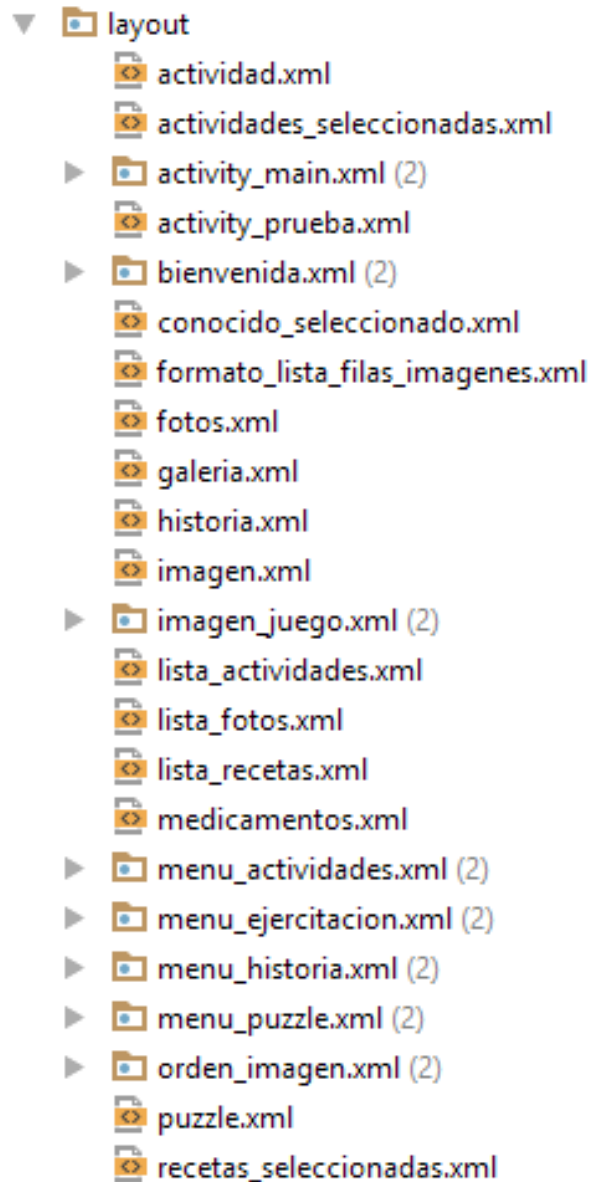 layout
actividad.xml
actividades_seleccionadas.xml
activity_main.xml (2)
activity_prueba.xml
bienvenida.xml (2)
conocido_seleccionado.xml
formato_lista_filas_imagenes.xml
fotos.xml
galeria.xml
historia.xml
imagen.xml
imagen_juego.xml (2)
lista_actividades.xml
lista_fotos.xml
lista_recetas.xml
medicamentos.xml
menu_actividades.xml (2)
menu_ejercitacion.xml (2)
menu_historia.xml (2)
menu_puzzle.xml (2)
orden_imagen.xml (2)
puzzle.xml
recetas_seleccionadas.xml